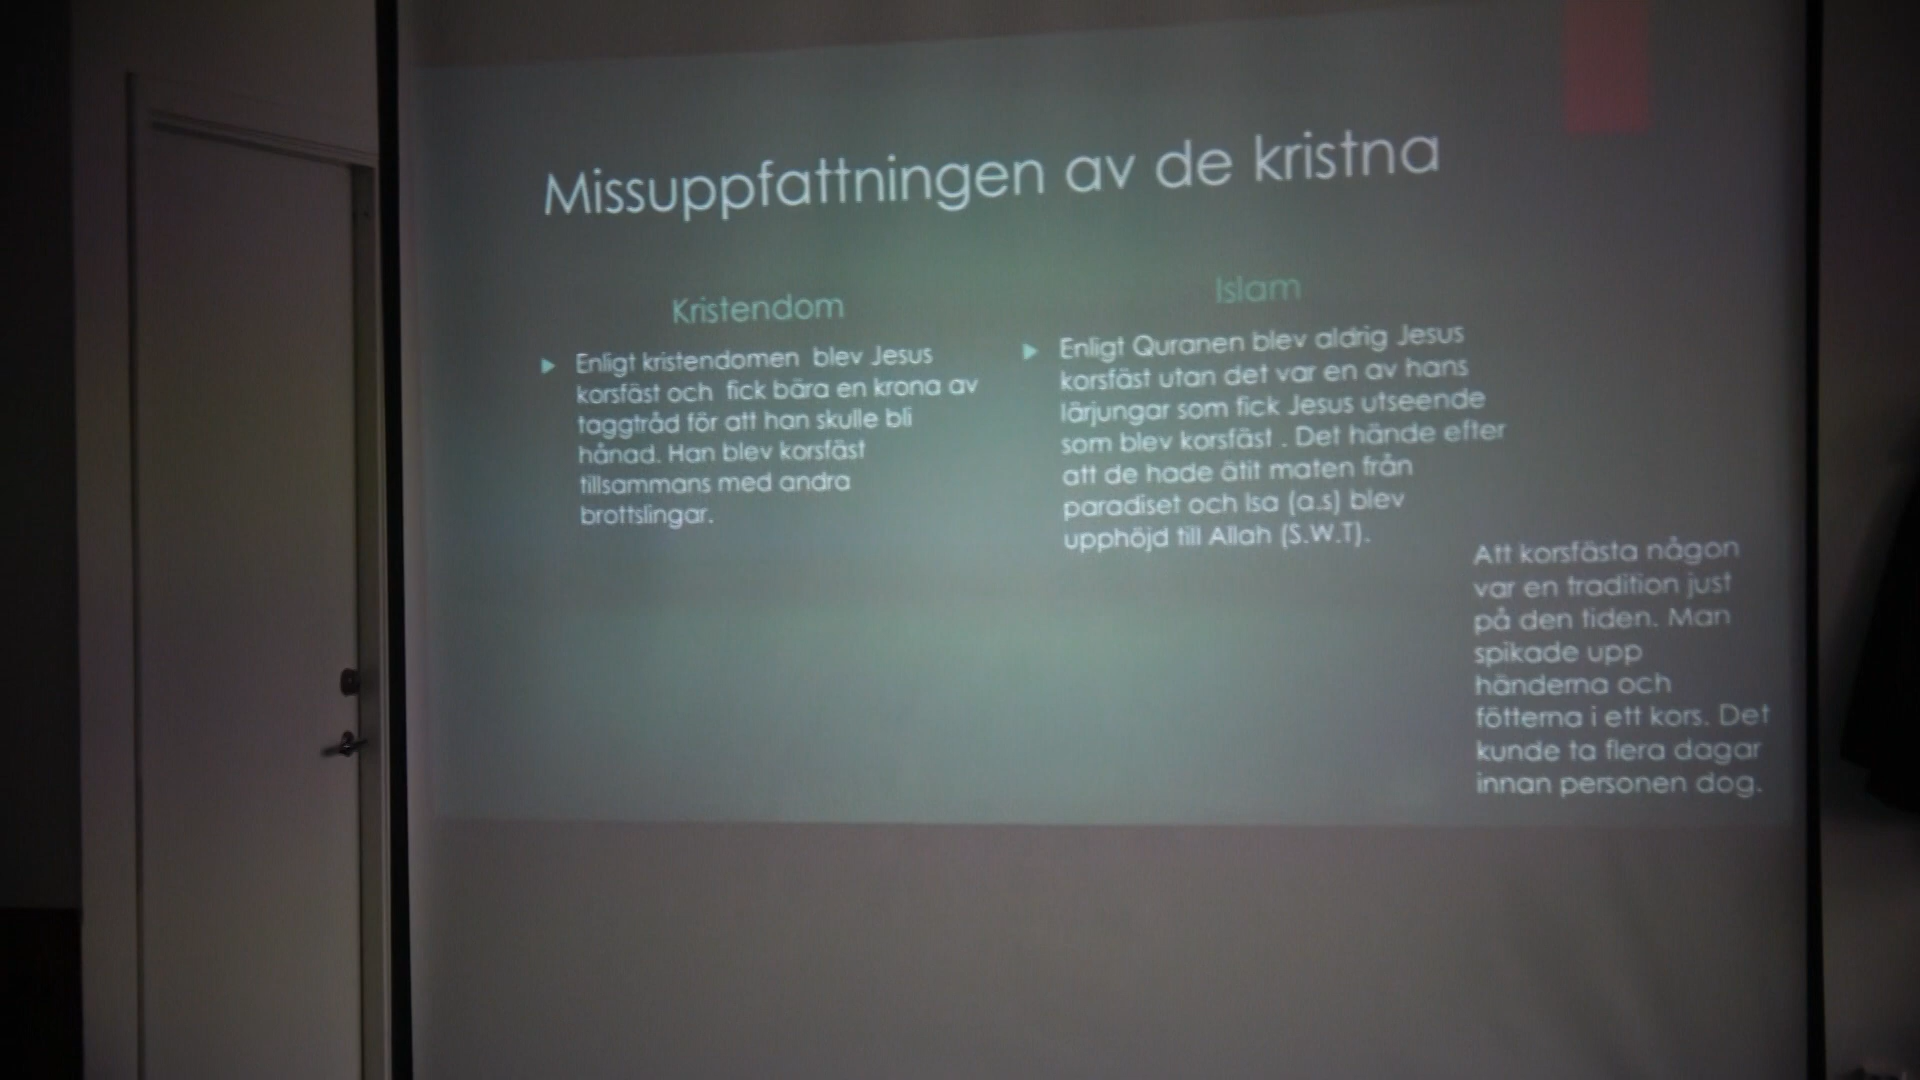 Missuppfattningen av de kristna
Kristendom
Enligt kristendomen blev Jesus
korsfäst och fick bära en krona av
taggtråd för att han skulle bli
hånad. Han blev korsfäst
tillsammans med andra
brottslingar.
Islam
Enligt Quranen blev aldrig Jesus
korsfäst utan det var en av hans
lärjungar som fick Jesus utseende
som blev korsfäst . Det hände efter
att de hade ätit maten från
paradiset och Isa (a.s) blev
upphöjd till Allah (S.W.T).
Att korsfästa någon
var en tradition just
på den tiden. Man
spikade upp
händerna och
fötterna i ett kors. Det
kunde ta flera dagar
innan personen dog.